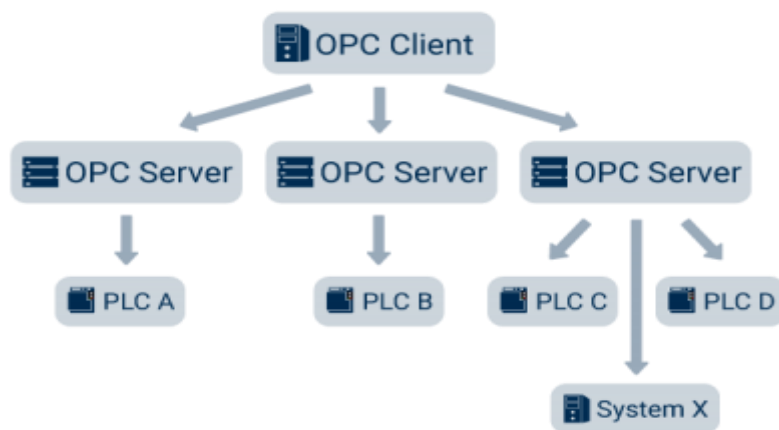 OPC Client
OPC Server
OPC Server
OPC Server
PLC A
PLC B
PLC C
PLC D
System X